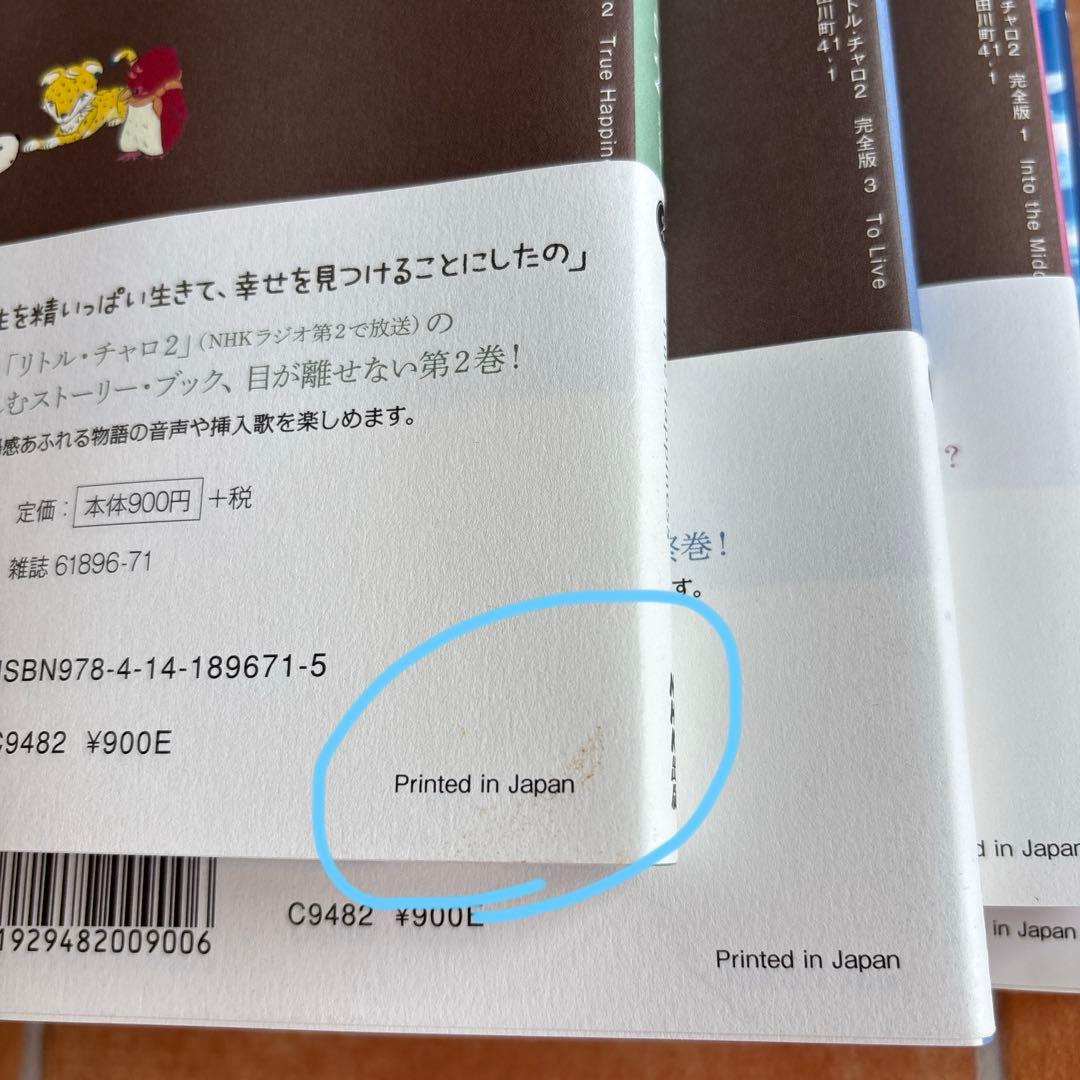 2 True Happin
生を精いっぱい生きて、幸せを見つけることにしたの」
「リトル・チャロ2」(NHKラジオ第2で放送)の
むストーリー・ブック、目が離せない第2巻!
感あふれる物語の音声や挿入歌を楽しめます。
定価:本体900円+税
雑誌 61896-71
ISBN978-4-14-189671-5
C9482 ¥900E
Printed in Japan
トル・チャロ2 完全版 3 To Live
田川町41-1
終巻!
す。
1929482009006
C9482 ¥900E
Printed in Japan
チャロ2 完全版 1 Into the Midd
田川町41-1
?
d in Japan
in Japan